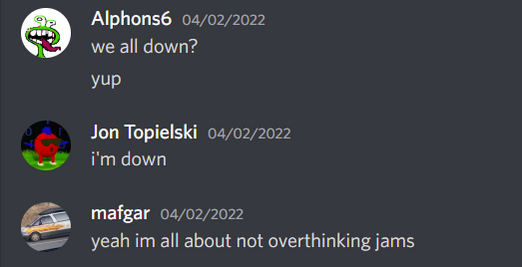 Alphons6 04/02/2022
we all down?
yup
Jon Topielski 04/02/2022
i'm down
mafgar 04/02/2022
yeah im all about not overthinking jams